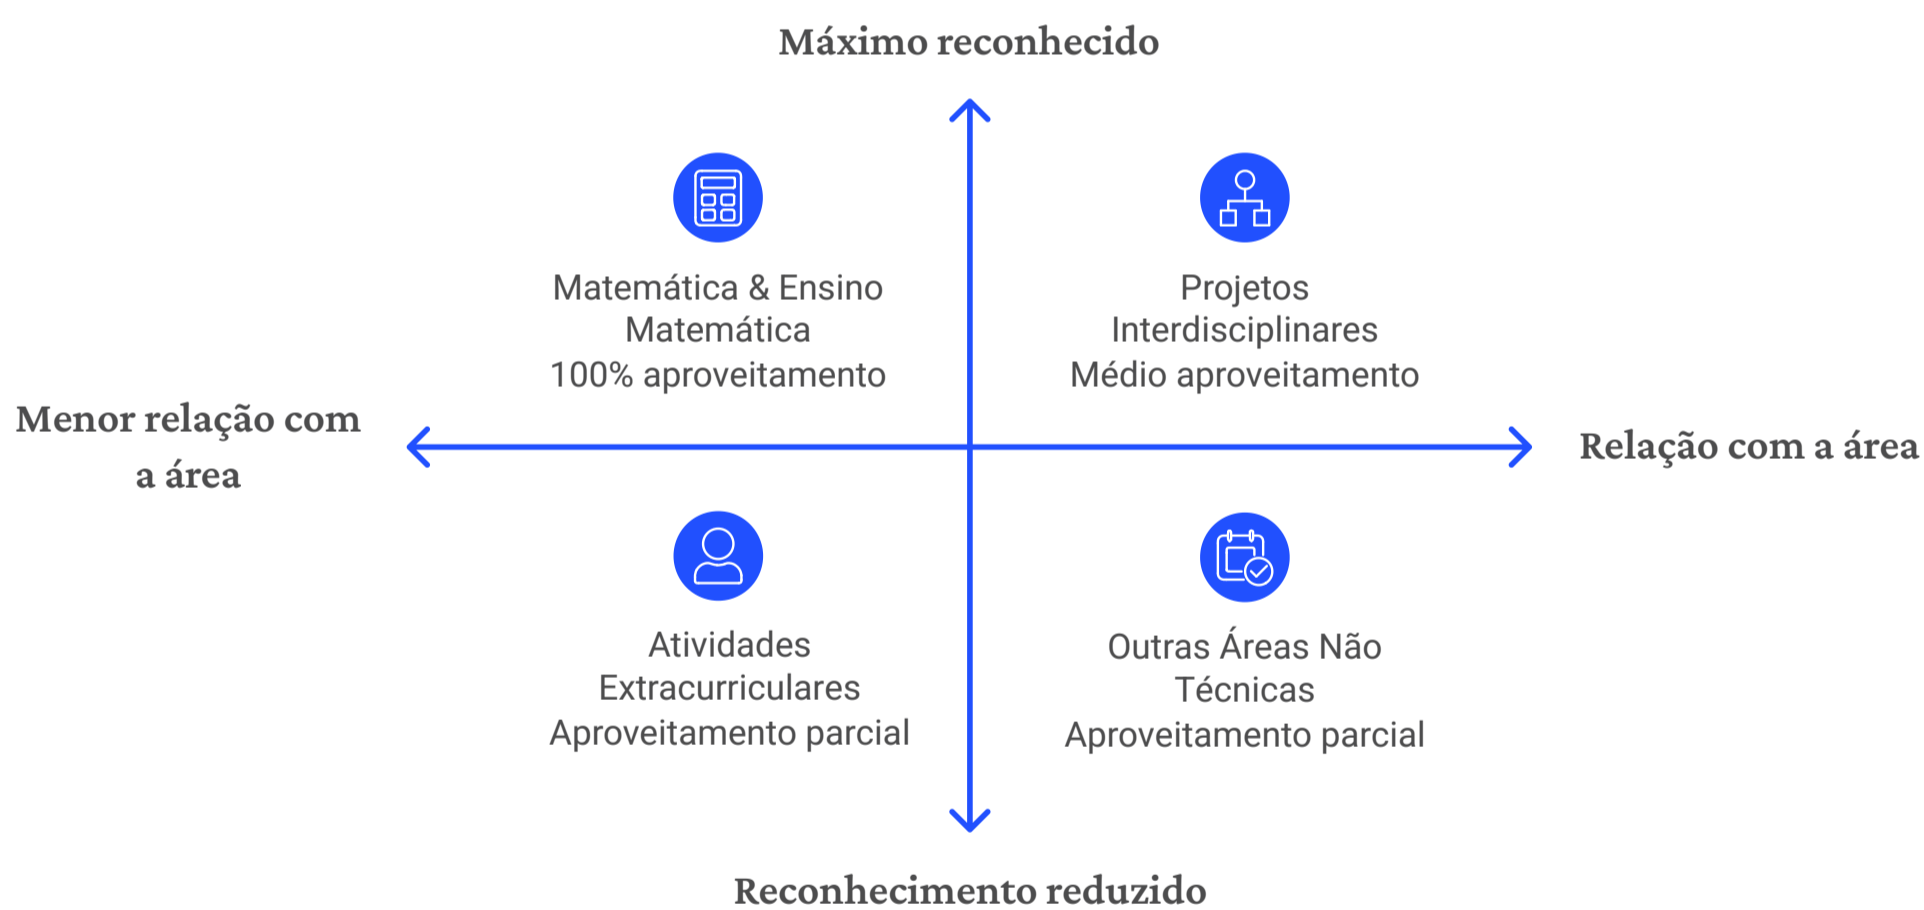 Máximo reconhecido
Matemática & Ensino
Matemática
100% aproveitamento
Projetos
Interdisciplinares
Médio aproveitamento
Menor relação com
a área
Relação com a área
Atividades
Extracurriculares
Aproveitamento parcial
Outras Áreas Não
Técnicas
Aproveitamento parcial
Reconhecimento reduzido